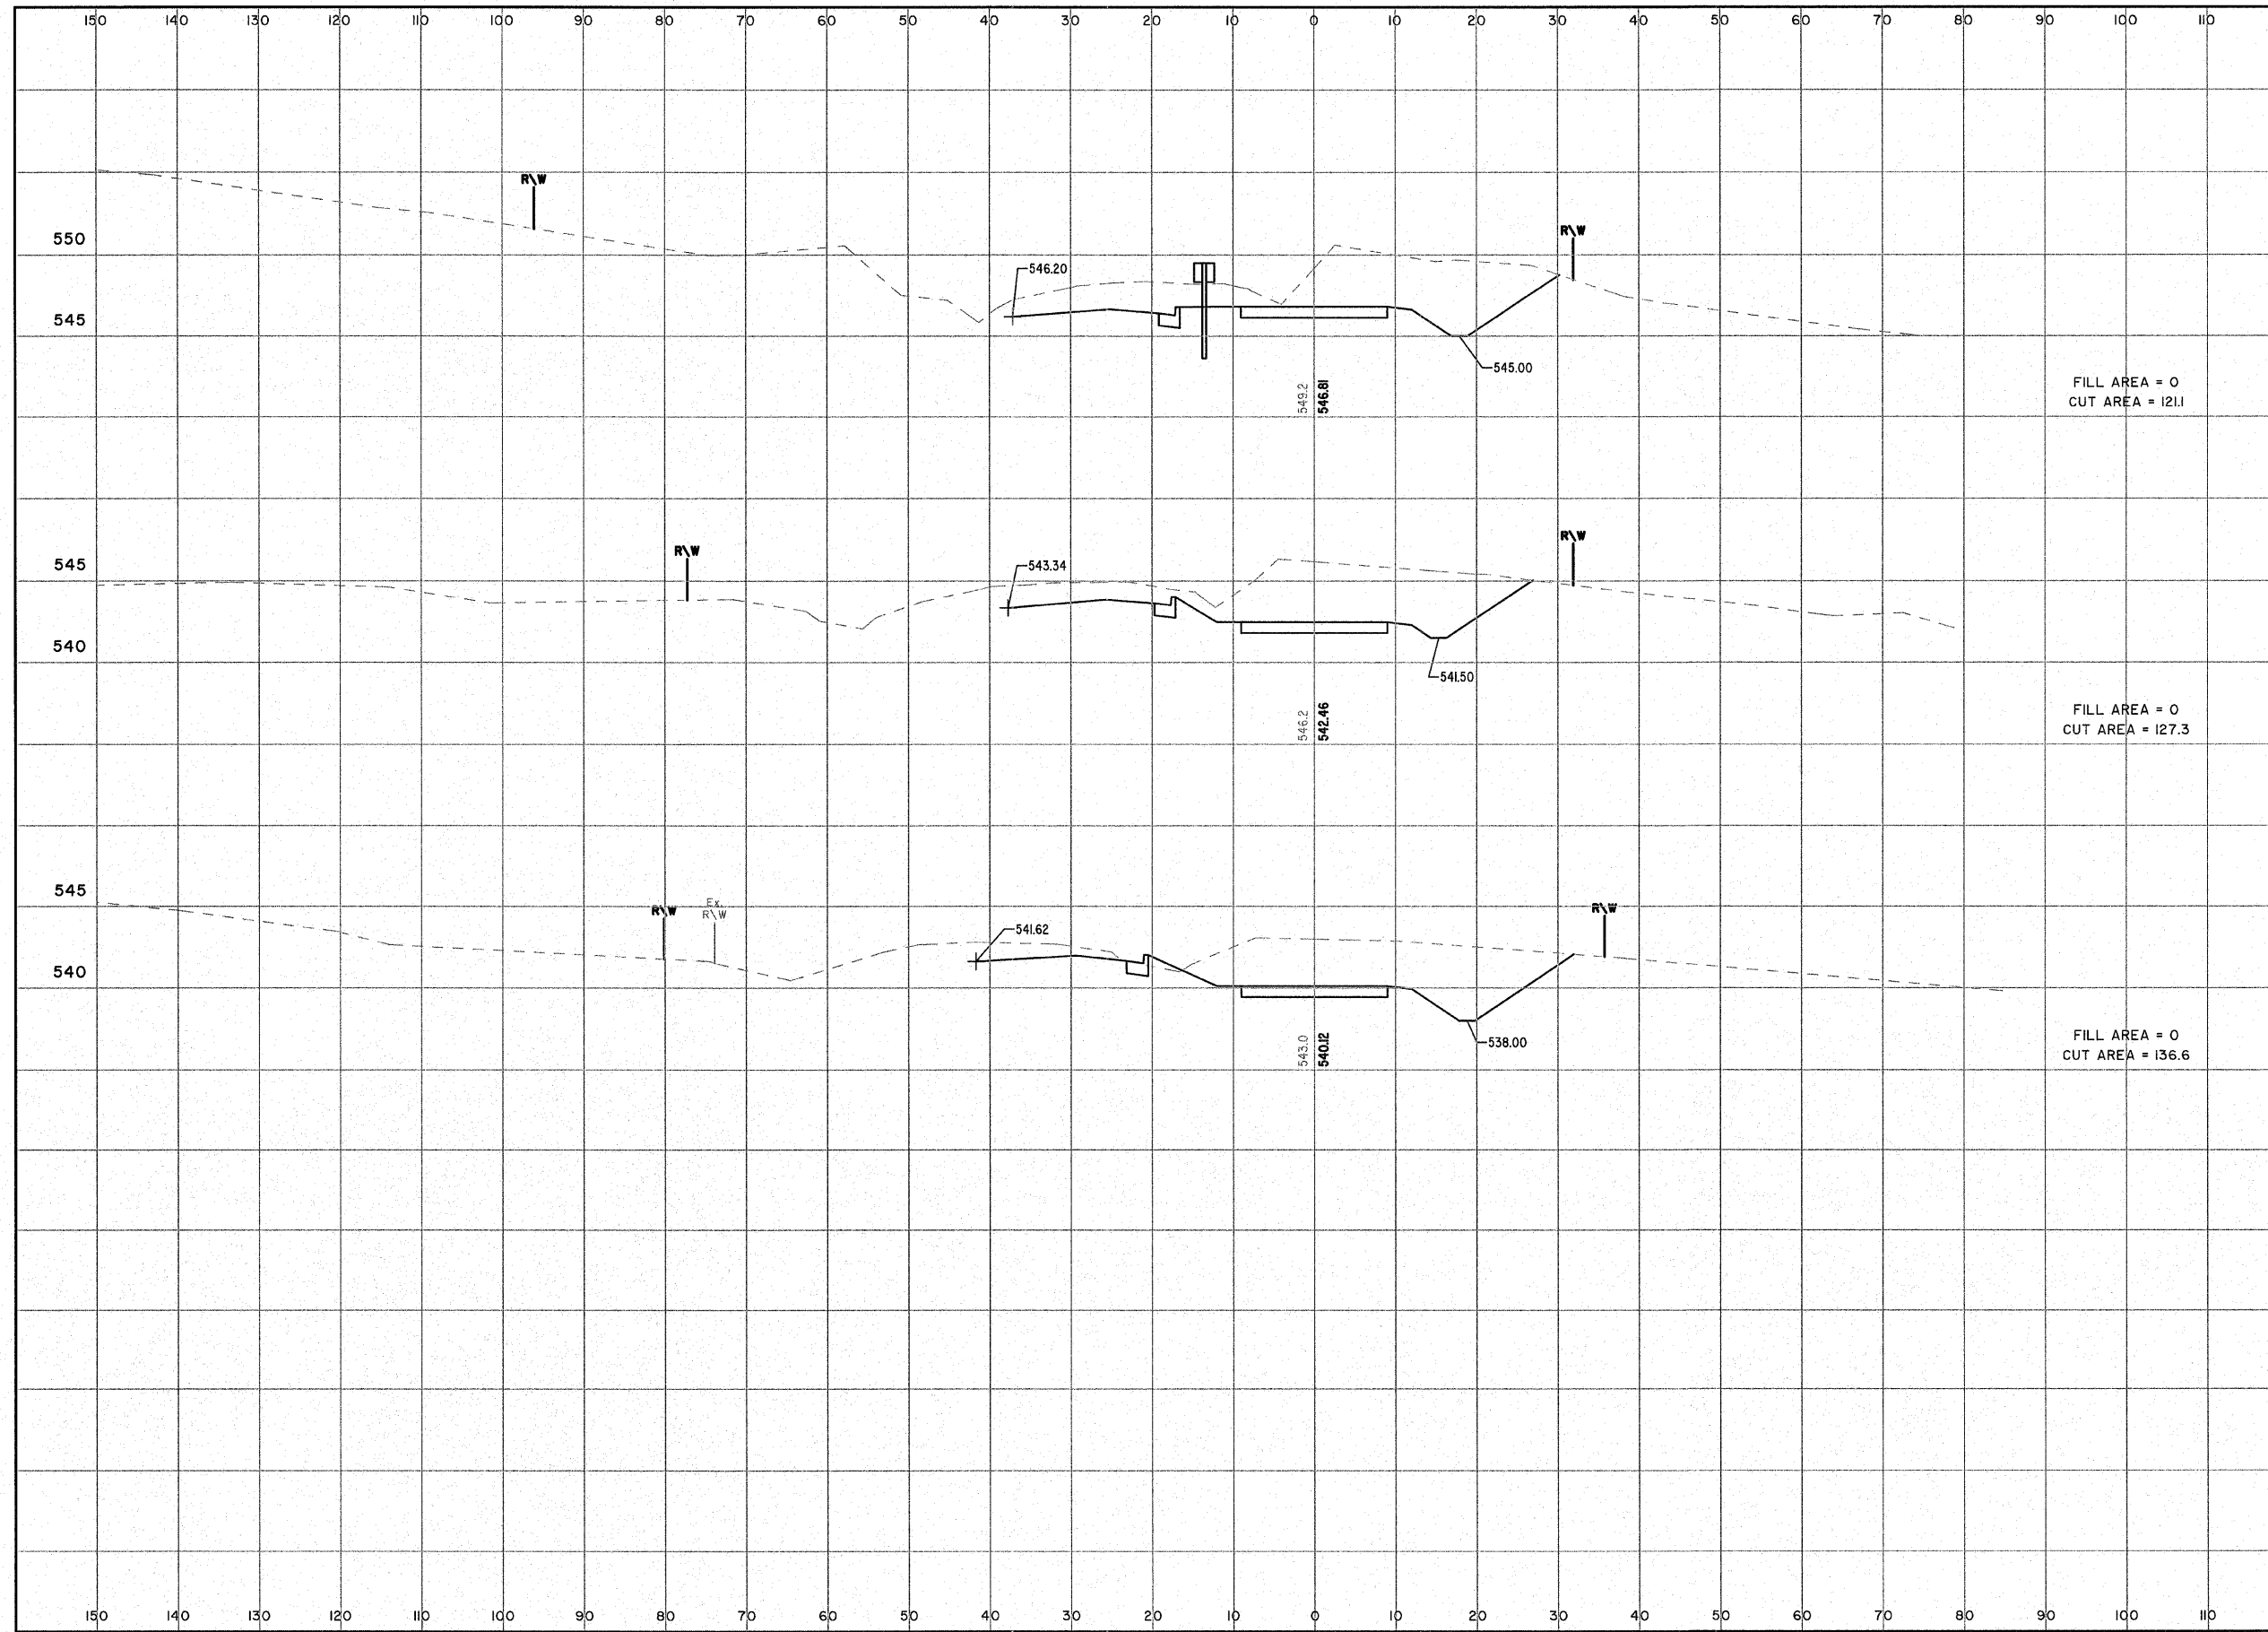 150 140 130 120 110 100 90 80 70 60 50 40 30 20 10 0 10 20 30 40 50 60 70 80 90 100 110
R\W
R\W
550
546.20
545
545.00
549.2
546.81
FILL AREA = 0
CUT AREA = 121.1
R\W
R\W
545
543.34
540
541.50
546.2
542.46
FILL AREA = 0
CUT AREA = 127.3
545
R\W
Ex.
R\W
R\W
541.62
540
538.00
543.0
540.12
FILL AREA = 0
CUT AREA = 136.6
150 140 130 120 110 100 90 80 70 60 50 40 30 20 10 0 10 20 30 40 50 60 70 80 90 100 110